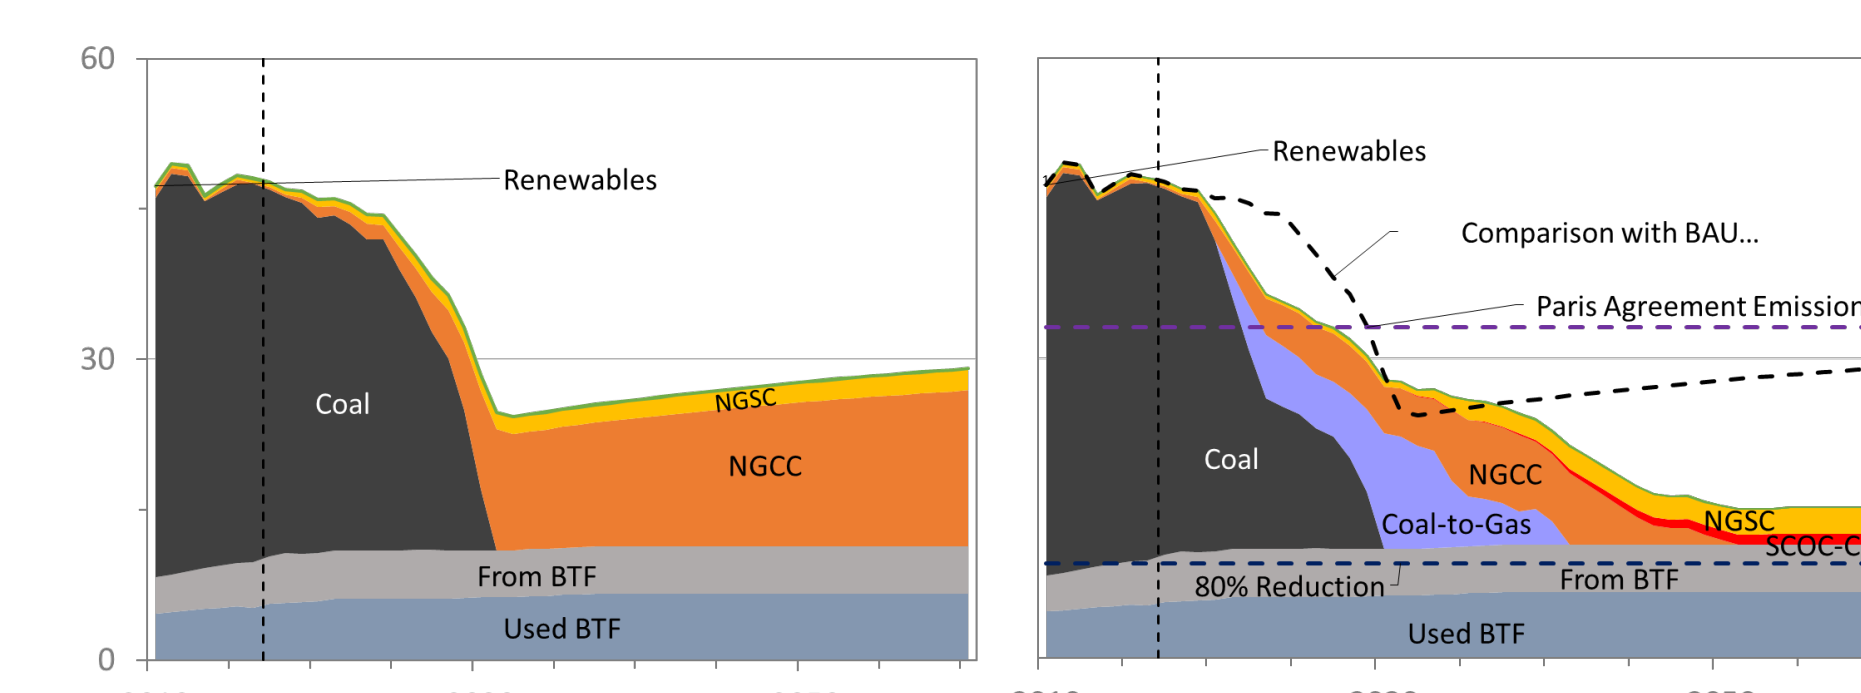 60
30
0
Renewables
Coal
NGSC
NGCC
From BTF
Used BTF
Renewables
Comparison with BAU...
Paris Agreement Emission
Coal
NGCC
Coal-to-Gas
NGSC
SCOC-C
80% Reduction
From BTF
Used BTF